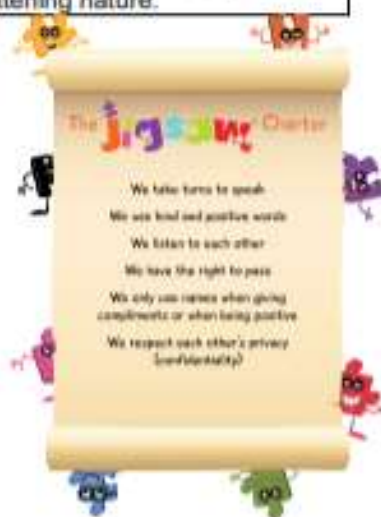 nature.
The jigsaw Charter
We take turns to speak
We use kind and positive words
We listen to each other
We have the right to pass
We only use names when giving
compliments or when being positive
We respect each other's privacy
(confidentiality)